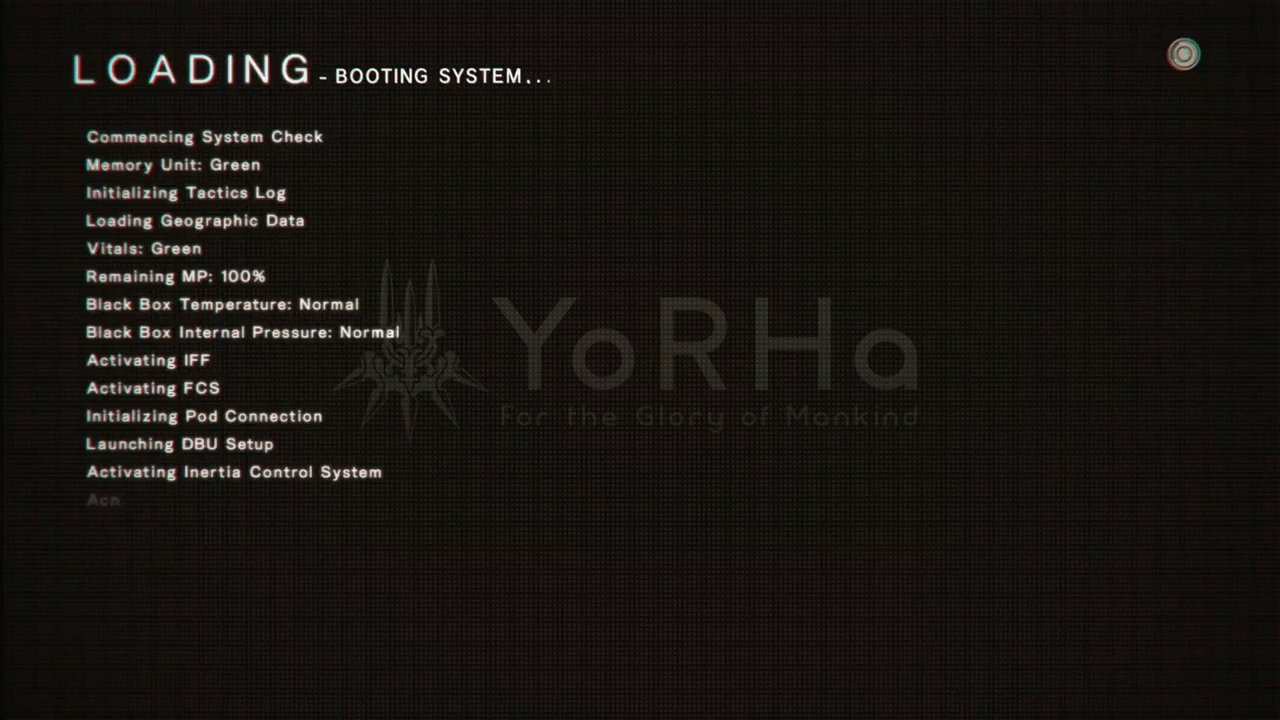 LOADING - BOOTING SYSTEM...
Commencing System Check
Memory Unit: Green
Initializing Tactics Log
Loading Geographic Data
Vitals: Green
Remaining MP: 100%
Black Box Temperature: Normal
Black Box Internal Pressure: Normal
Activating IFF
Activating FCS
Initializing Pod Connection
Launching DBU Setup
Activating Inertia Control System
YoRHa
For the Glory of Mankind